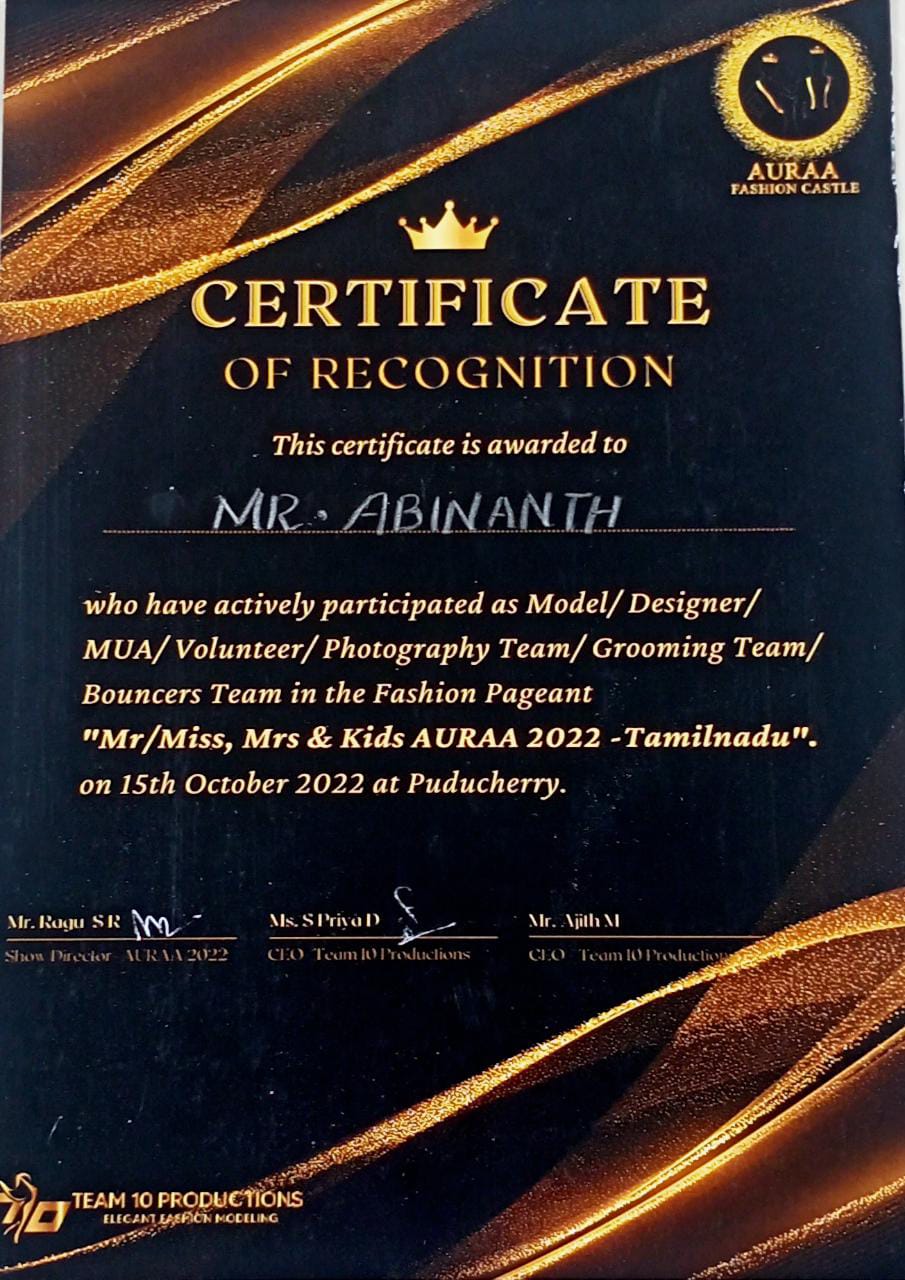 AURAA
FASHION CASTLE
CERTIFICATE
OF RECOGNITION
This certificate is awarded to
MR. ABINANTH
who have actively participated as Model/ Designer/
MUA/ Volunteer/ Photography Team/ Grooming Team/
Bouncers Team in the Fashion Pageant
"Mr/Miss, Mrs & Kids AURAA 2022 -Tamilnadu".
on 15th October 2022 at Puducherry.
Mr. Ragu S R Ms. S Priya D Mr. Ajith M
Show Director - AURAA 2022 CEO - Team 10 Productions CEO - Team 10 Productions
TEAM 10 PRODUCTIONS
ELEGANT FASHION MODELING